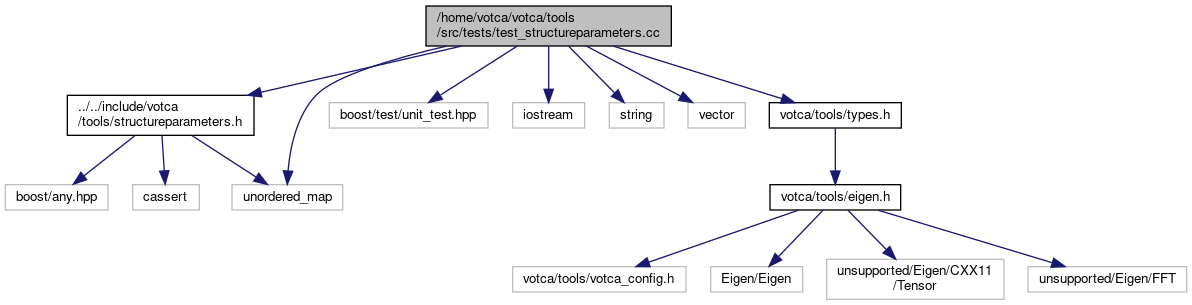 /home/votca/votca/tools
/src/tests/test_structureparameters.cc
../../include/votca
/tools/structureparameters.h
boost/test/unit_test.hpp
iostream
string
vector
votca/tools/types.h
boost/any.hpp
cassert
unordered_map
votca/tools/eigen.h
votca/tools/votca_config.h
Eigen/Eigen
unsupported/Eigen/CXX11
/Tensor
unsupported/Eigen/FFT